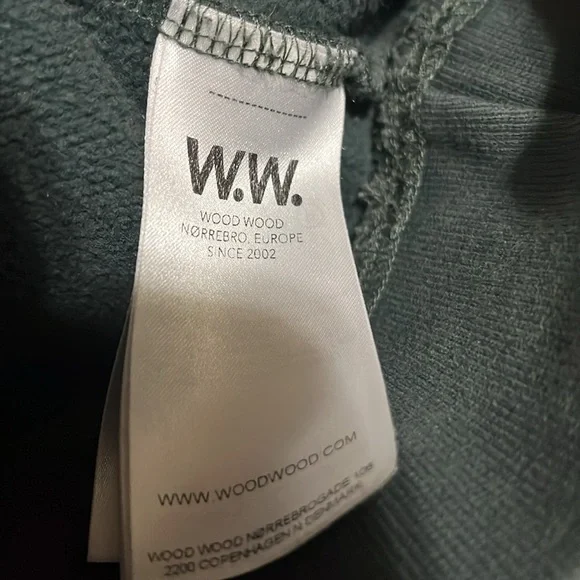 W.W.
WOOD WOOD
NØRREBRO, EUROPE
SINCE 2002
WWW.WOODWOOD.COM
WOOD WOOD NØRREBROGADE 108
2200 COPENHAGEN N DENMARK